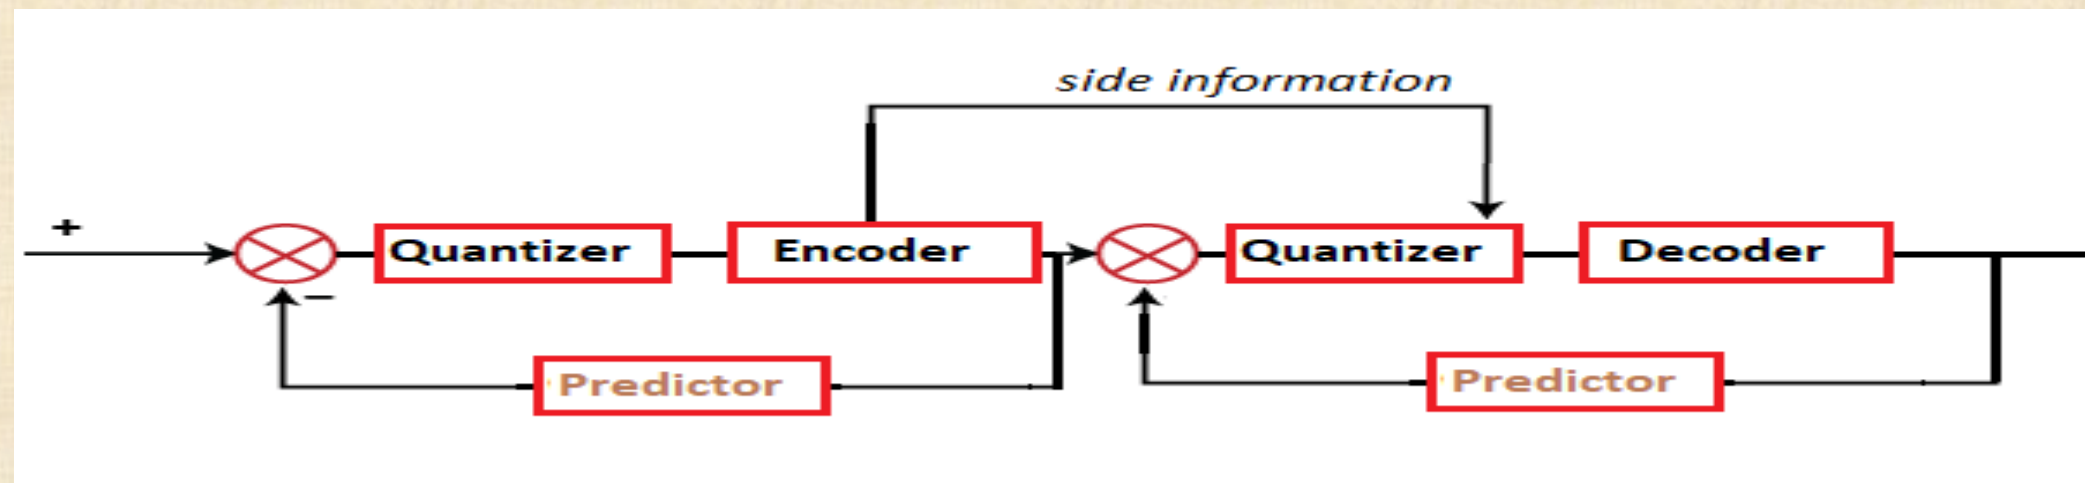 side information
+
Quantizer
Encoder
Quantizer
Decoder
−
Predictor
Predictor